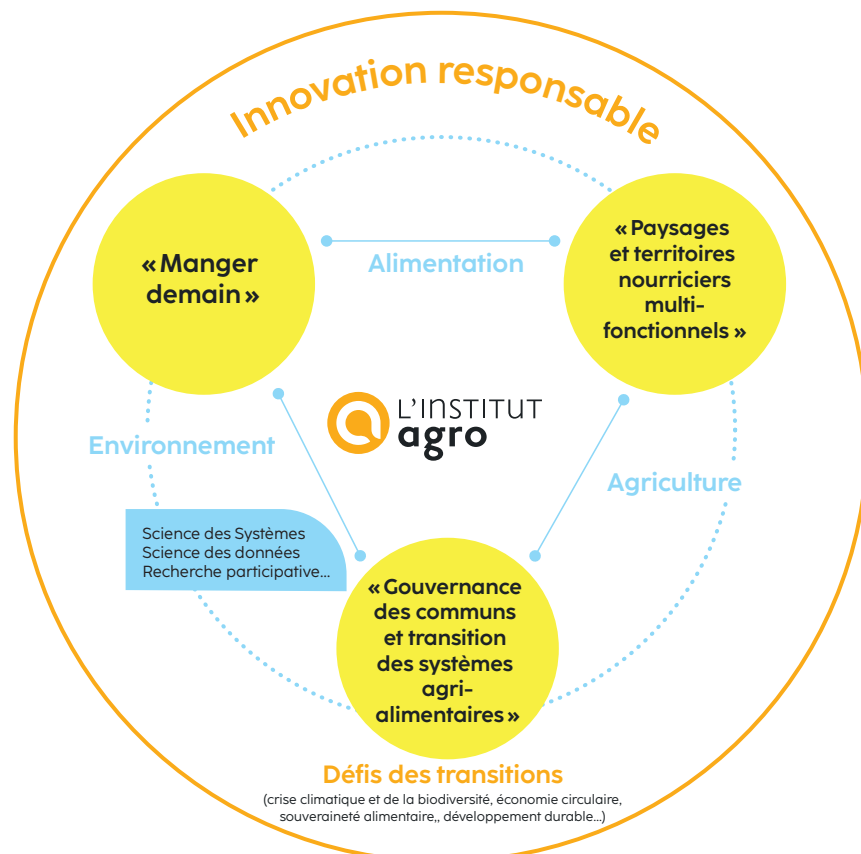 Innovation responsable
« Manger
demain »
Alimentation
« Paysages
et territoires
nourriciers
multi-
fonctionnels »
L'INSTITUT
agro
Environnement
Agriculture
Science des Systèmes
Science des données
Recherche participative...
« Gouvernance
des communs
et transition
des systèmes
agri-
alimentaires »
Défis des transitions
(crise climatique et de la biodiversité, économie circulaire,
souveraineté alimentaire,, développement durable...)